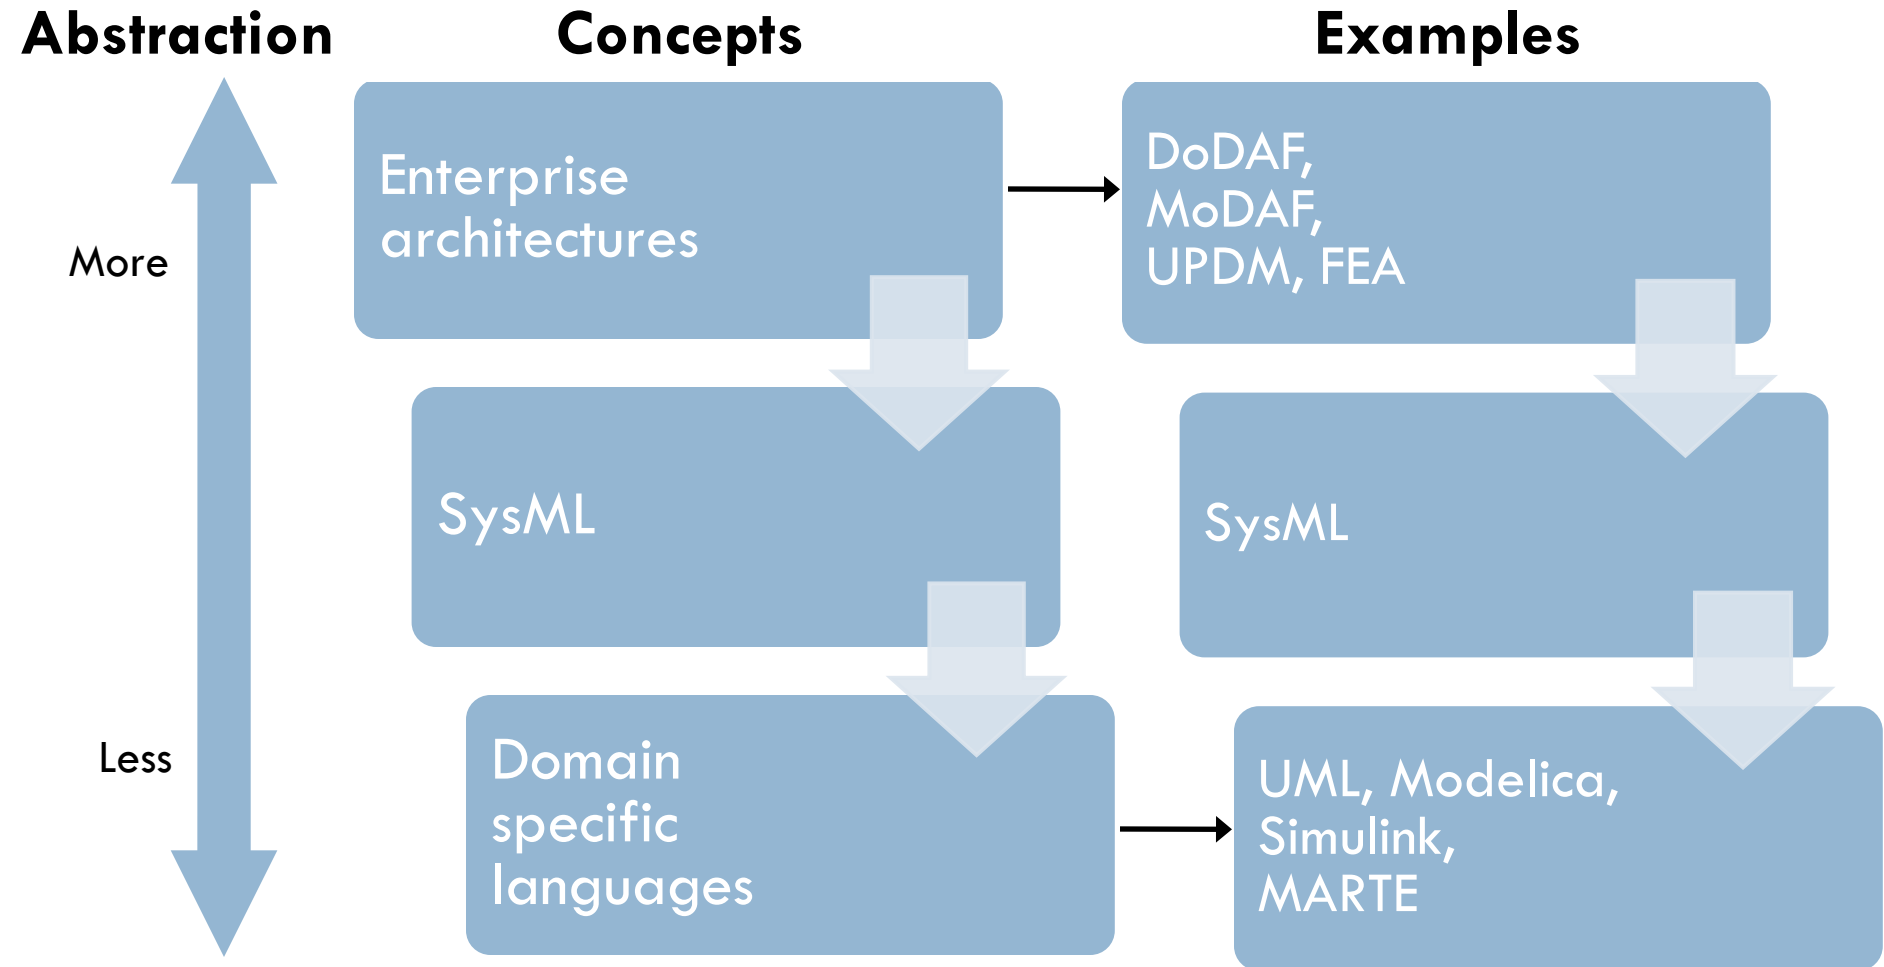 Abstraction
Concepts
Examples
More
Less
Enterprise
architectures
DoDAF,
MoDAF,
UPDM, FEA
SysML
SysML
Domain
specific
languages
UML, Modelica,
Simulink,
MARTE